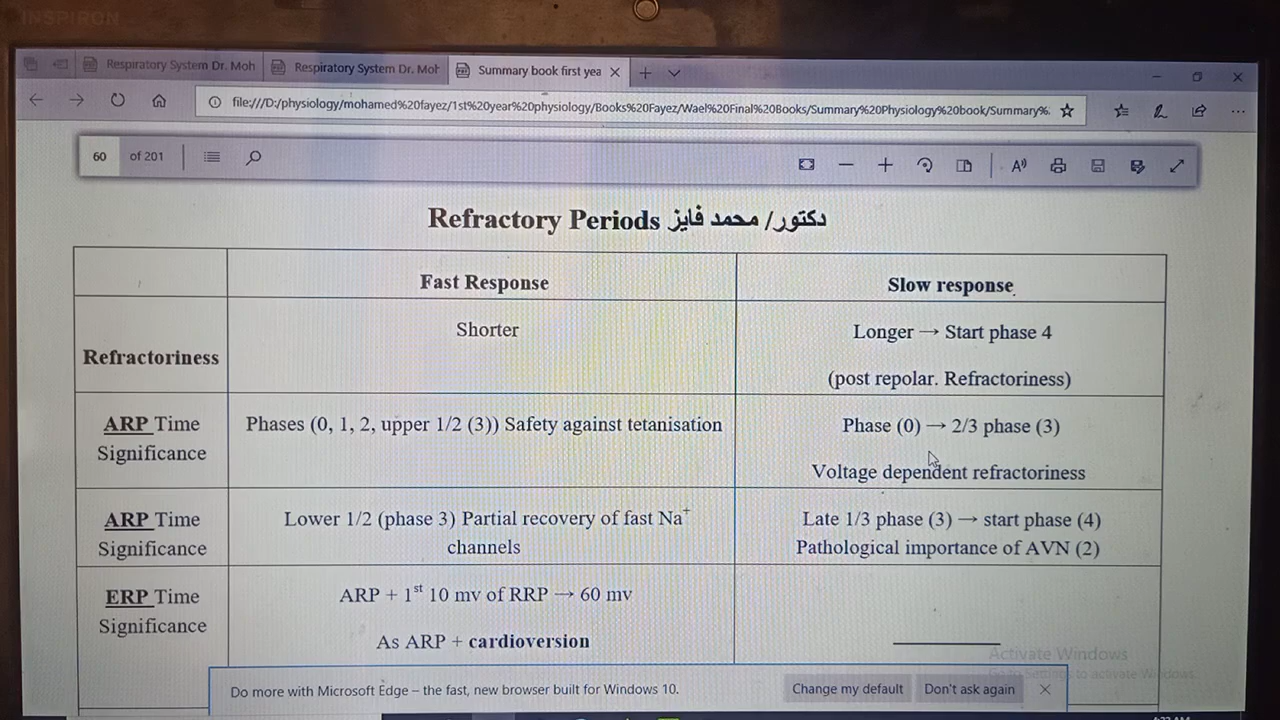 INSPIRON
Respiratory System Dr. Moh
Respiratory System Dr. Moh
Summary book first yea
file:///D:/physiology/mohamed%20fayez/1st%20year%20physiology/Books%20Fayez/Wael%20Final%20Books/Summary%20Physiology%20book/Summary%
60 of 201
Refractory Periods دكتور/ محمد فايز
Fast Response
Slow response
Refractoriness
Shorter
Longer → Start phase 4
(post repolar. Refractoriness)
ARP Time
Significance
Phases (0, 1, 2, upper 1/2 (3)) Safety against tetanisation
Phase (0) → 2/3 phase (3)
Voltage dependent refractoriness
ARP Time
Significance
Lower 1/2 (phase 3) Partial recovery of fast Na⁺
channels
Late 1/3 phase (3) → start phase (4)
Pathological importance of AVN (2)
ERP Time
Significance
ARP + 1ˢᵗ 10 mv of RRP → 60 mv
As ARP + cardioversion
Activate Windows
Go to Settings to activate Windows.
Do more with Microsoft Edge – the fast, new browser built for Windows 10.
Change my default
Don't ask again